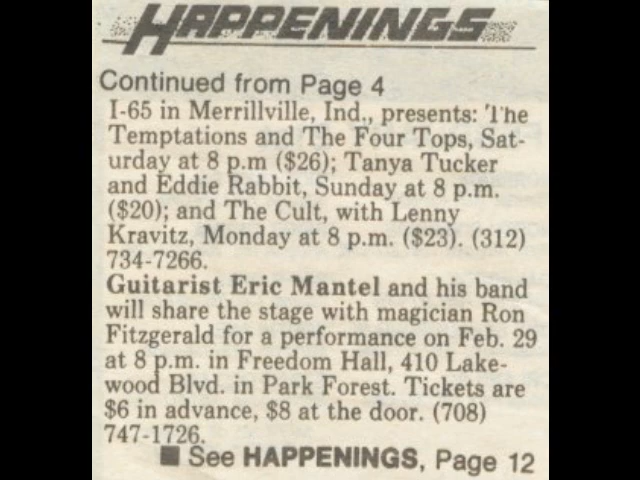 HAPPENINGS
Continued from Page 4
I-65 in Merrillville, Ind., presents: The
Temptations and The Four Tops, Sat-
urday at 8 p.m ($26); Tanya Tucker
and Eddie Rabbit, Sunday at 8 p.m.
($20); and The Cult, with Lenny
Kravitz, Monday at 8 p.m. ($23). (312)
734-7266.
Guitarist Eric Mantel and his band
will share the stage with magician Ron
Fitzgerald for a performance on Feb. 29
at 8 p.m. in Freedom Hall, 410 Lake-
wood Blvd. in Park Forest. Tickets are
$6 in advance, $8 at the door. (708)
747-1726.
■ See HAPPENINGS, Page 12